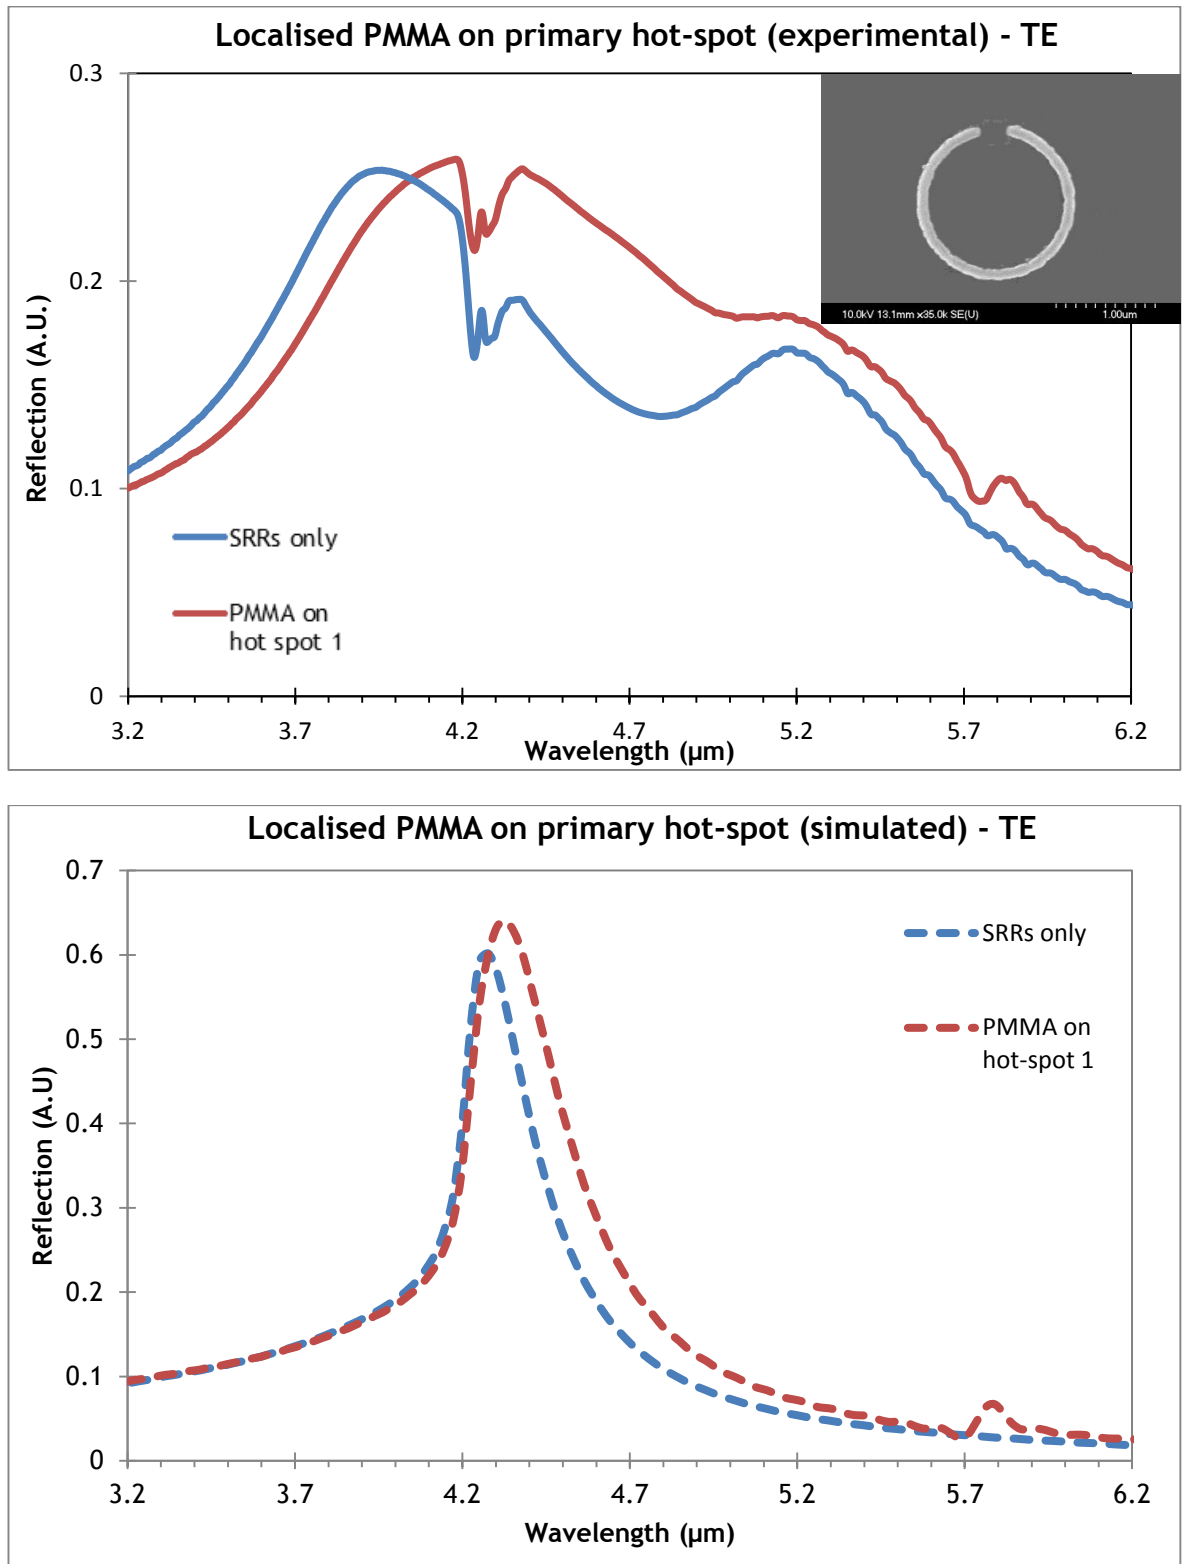 Localised PMMA on primary hot-spot (experimental) - TE
0.3
0.2
0.1
0
Reflection (A.U.)
10.0kV 13.1mm x35.0k SE(U)
1.00um
SRRs only
PMMA on
hot spot 1
3.2
3.7
4.2
4.7
5.2
5.7
6.2
Wavelength (µm)
Localised PMMA on primary hot-spot (simulated) - TE
0.7
0.6
0.5
0.4
0.3
0.2
0.1
0
Reflection (A.U)
SRRs only
PMMA on
hot-spot 1
3.2
3.7
4.2
4.7
5.2
5.7
6.2
Wavelength (µm)